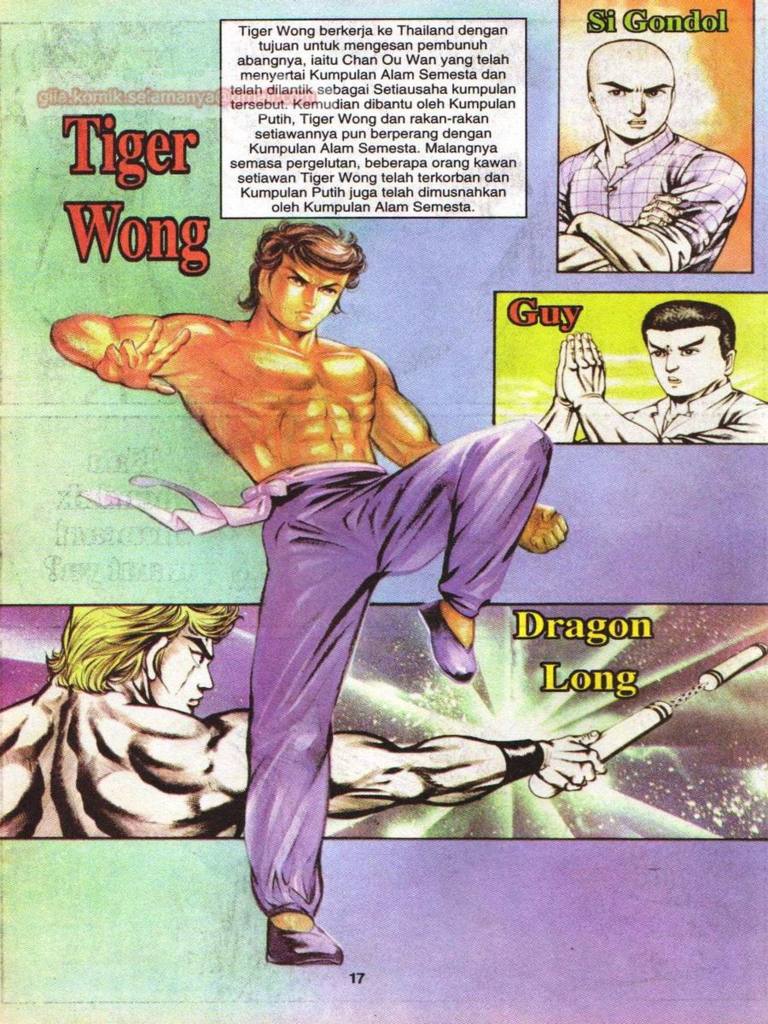 Tiger Wong berkerja ke Thailand dengan
tujuan untuk mengesan pembunuh
abangnya, iaitu Chan Ou Wan yang telah
menyertai Kumpulan Alam Semesta dan
telah dilantik sebagai Setiausaha kumpulan
tersebut. Kemudian dibantu oleh Kumpulan
Putih, Tiger Wong dan rakan-rakan
setiawannya pun berperang dengan
Kumpulan Alam Semesta. Malangnya
semasa pergelutan, beberapa orang kawan
setiawan Tiger Wong telah terkorban dan
Kumpulan Putih juga telah dimusnahkan
oleh Kumpulan Alam Semesta.
Si Gondol
Tiger
Wong
Guy
Dragon
Long
17